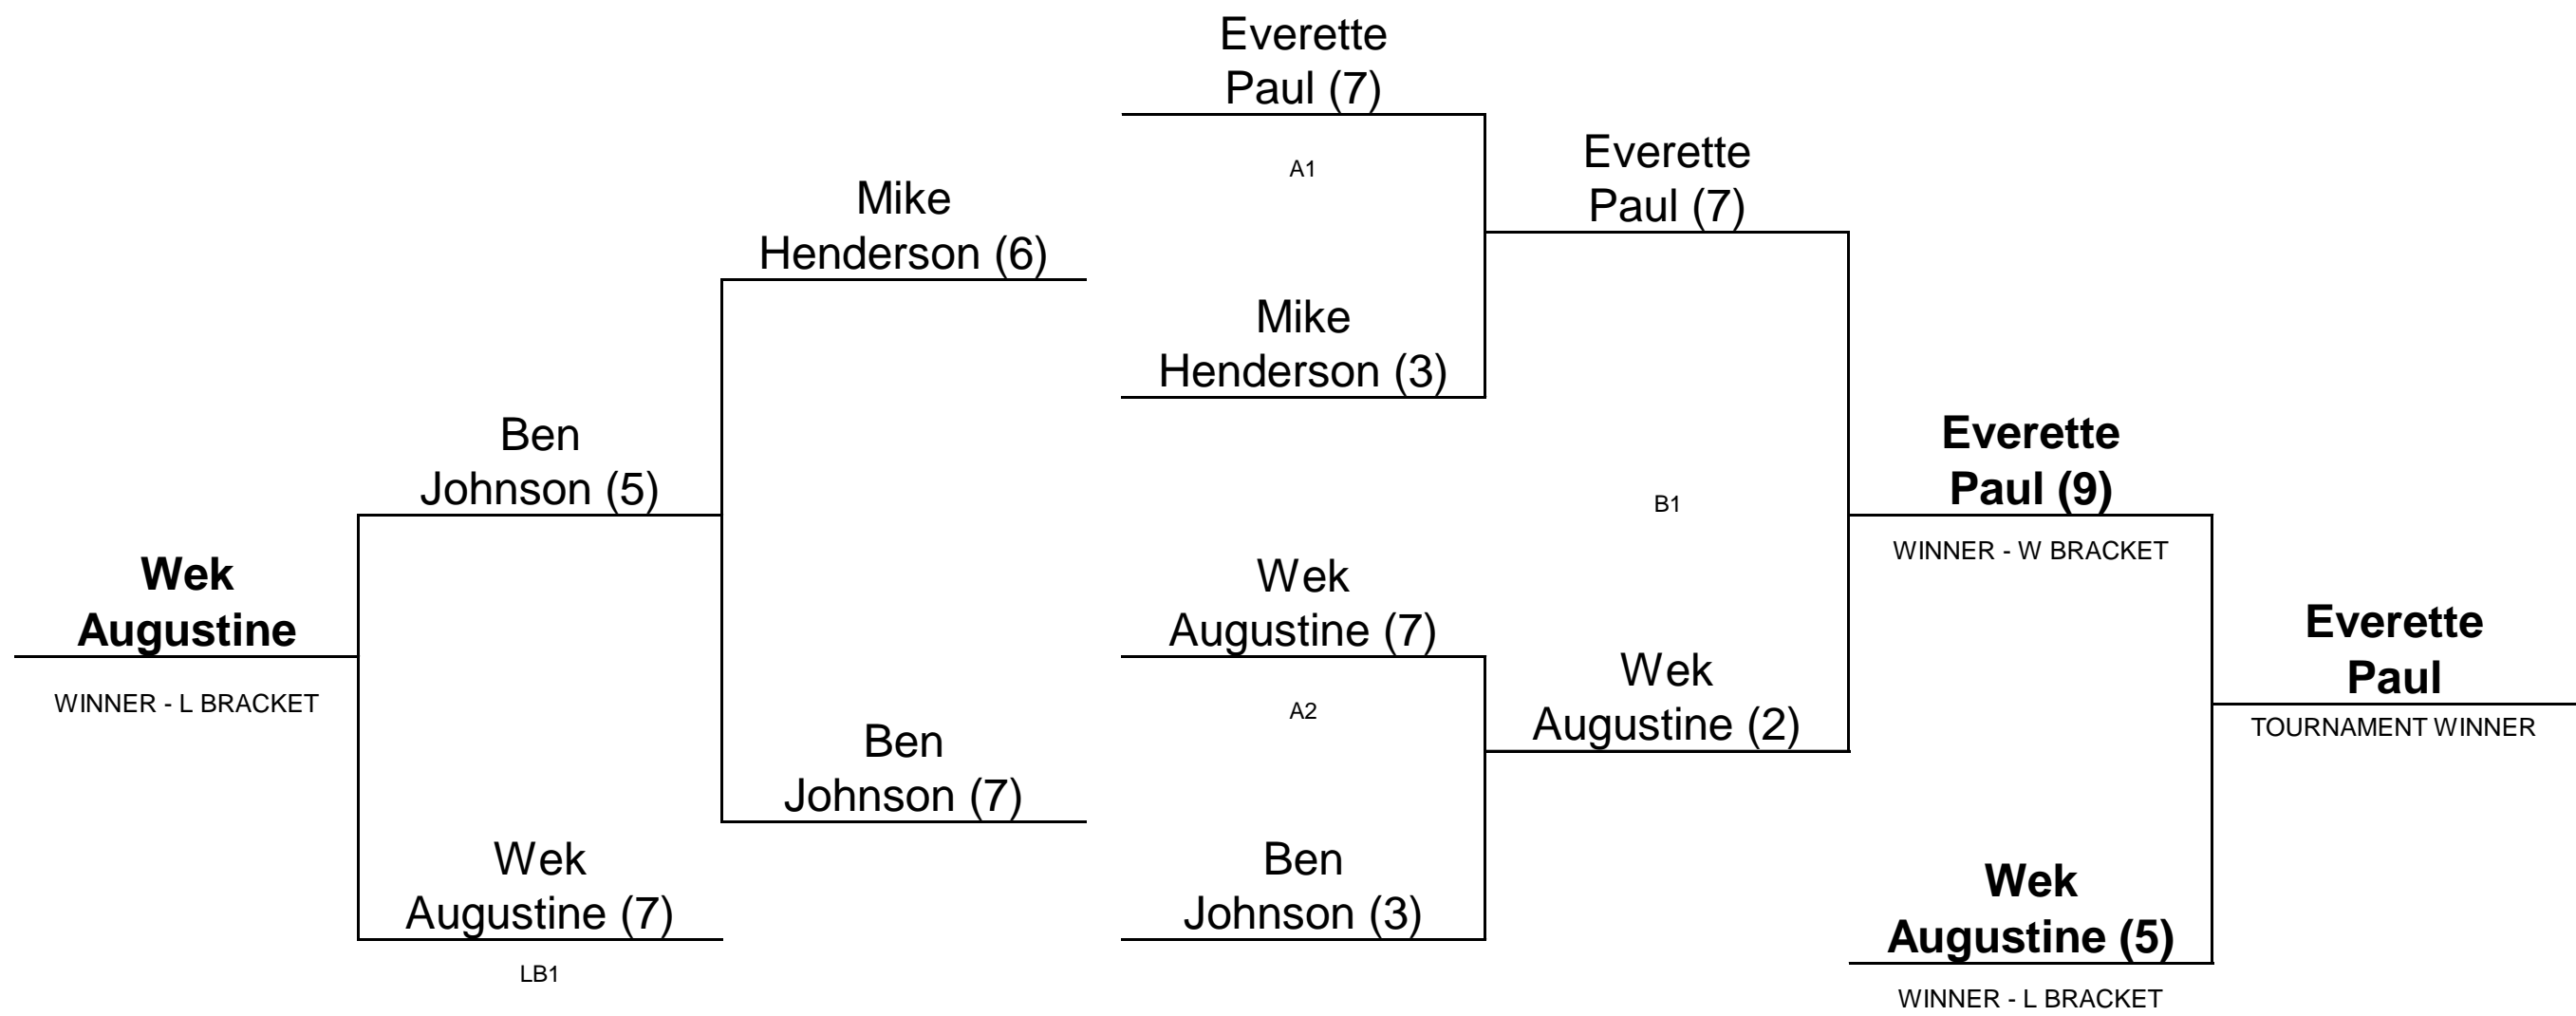 Everette
Paul (7)
A1
Everette
Paul (7)
Mike
Henderson (6)
Mike
Henderson (3)
Ben
Johnson (5)
Everette
Paul (9)
B1
WINNER - W BRACKET
Wek
Augustine
WINNER - L BRACKET
Wek
Augustine (7)
A2
Wek
Augustine (2)
Everette
Paul
TOURNAMENT WINNER
Ben
Johnson (7)
Wek
Augustine (7)
LB1
Ben
Johnson (3)
Wek
Augustine (5)
WINNER - L BRACKET